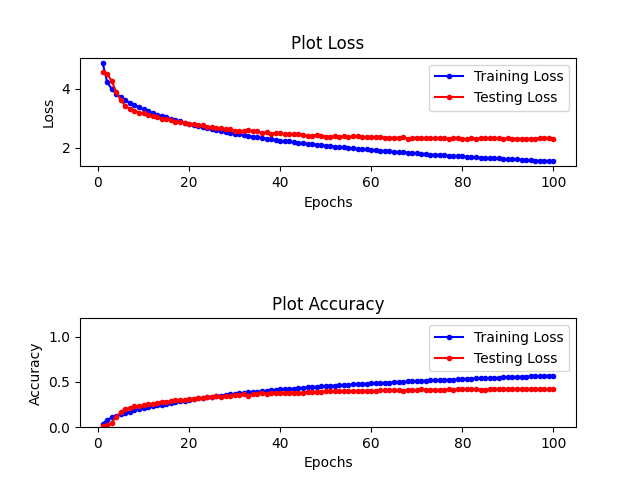 Plot Loss
Loss
4
2
Training Loss
Testing Loss
0 20 40 60 80 100
Epochs
Plot Accuracy
Accuracy
1.0
0.5
0.0
Training Loss
Testing Loss
0 20 40 60 80 100
Epochs